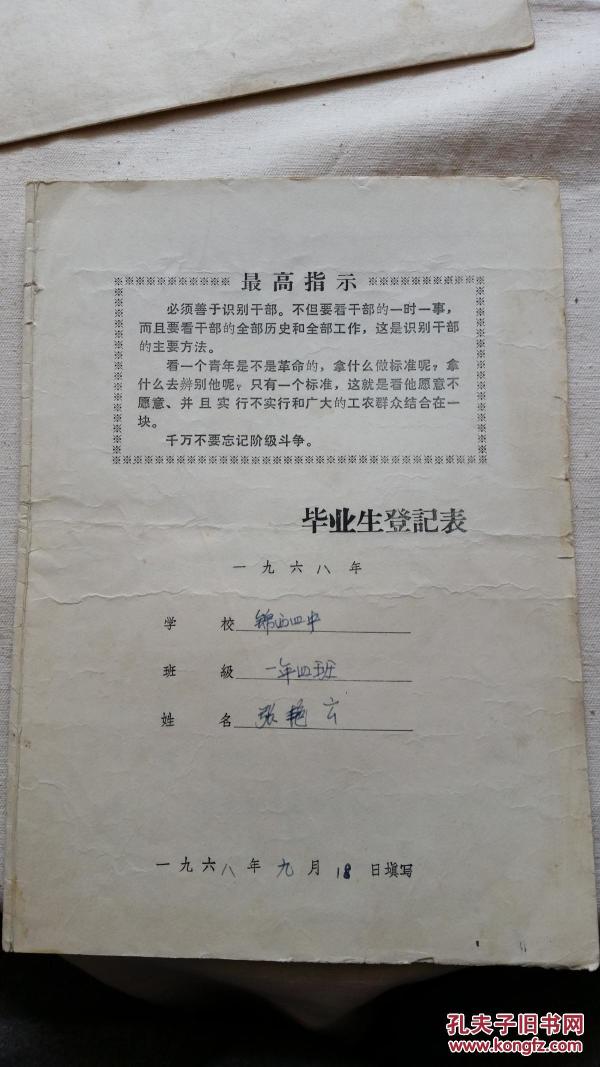 最高指示
必须善于识别干部。不但要看干部的一时一事，
而且要看干部的全部历史和全部工作，这是识别干部
的主要方法。
看一个青年是不是革命的，拿什么做标准呢？拿
什么去辨别他呢？只有一个标准，这就是看他愿意不
愿意、并且实行不实行和广大的工农群众结合在一
块。
千万不要忘记阶级斗争。
毕业生登記表
一九六八年
学 校 锦西四中
班 級 一年四班
姓 名 张艳玄
一九六八年九月18日填写
孔夫子旧书网
www.kongfz.com